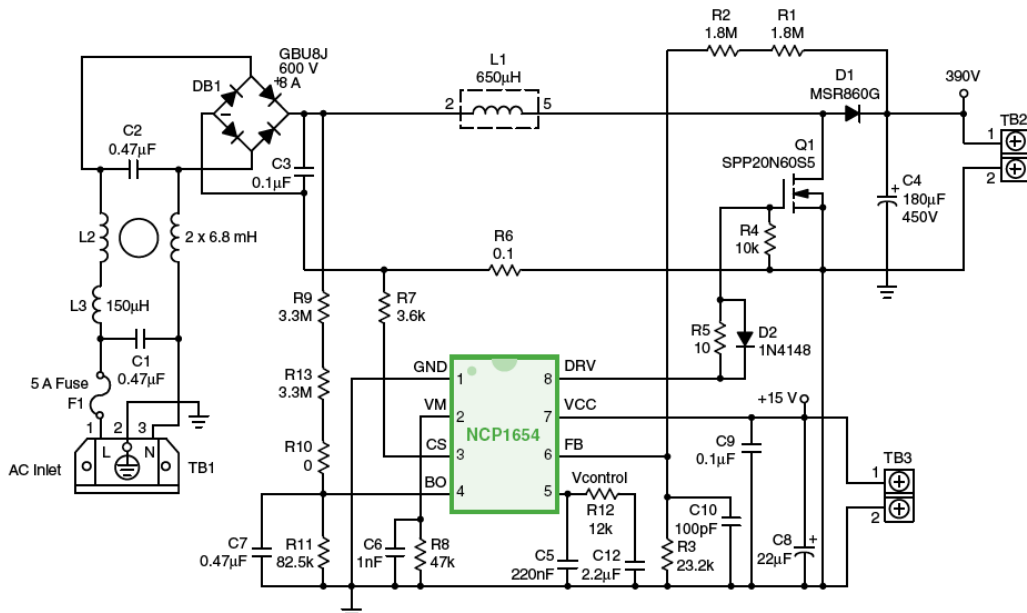 R2
1.8M
R1
1.8M
GBU8J
600 V
8 A
DB1
+
−
L1
650µH
2
5
D1
MSR860G
390V
TB2
1
2
C2
0.47µF
C3
0.1µF
Q1
SPP20N60S5
+
C4
180µF
450V
L2
2 x 6.8 mH
R4
10k
R6
0.1
L3
150µH
R9
3.3M
R7
3.6k
R5
10
D2
1N4148
C1
0.47µF
5 A Fuse
F1
GND
1
8
DRV
+15 V
R13
3.3M
VM
2
7
VCC
NCP1654
1
2
3
L
N
AC Inlet
TB1
R10
0
CS
3
6
FB
C9
0.1µF
TB3
1
2
BO
4
5
Vcontrol
R12
12k
C10
100pF
C7
0.47µF
R11
82.5k
C6
1nF
R8
47k
C5
220nF
C12
2.2µF
R3
23.2k
C8
22µF
+